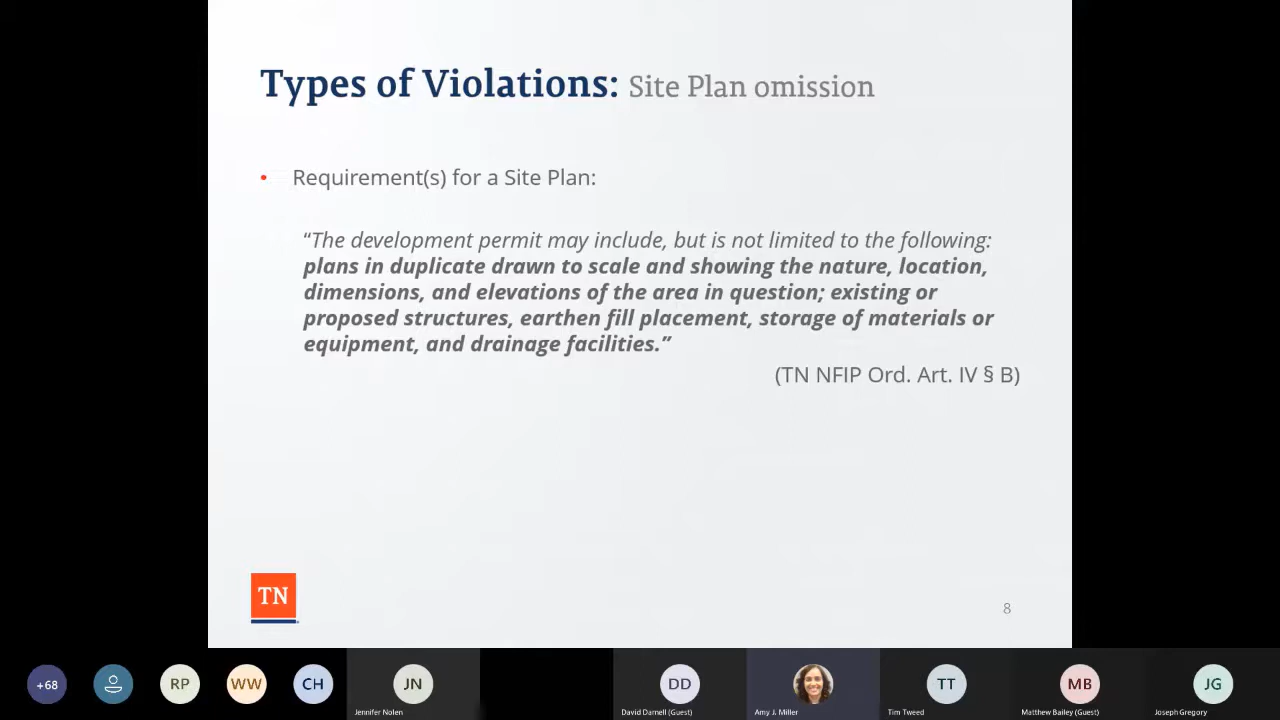 Types of Violations: Site Plan omission
• Requirement(s) for a Site Plan:
“The development permit may include, but is not limited to the following:
plans in duplicate drawn to scale and showing the nature, location,
dimensions, and elevations of the area in question; existing or
proposed structures, earthen fill placement, storage of materials or
equipment, and drainage facilities.”
(TN NFIP Ord. Art. IV § B)
TN
8
+68
RP
WW
CH
JN
DD
TT
MB
JG
Jennifer Nolen
David Darnell (Guest)
Amy J. Miller
Tim Tweed
Matthew Bailey (Guest)
Joseph Gregory